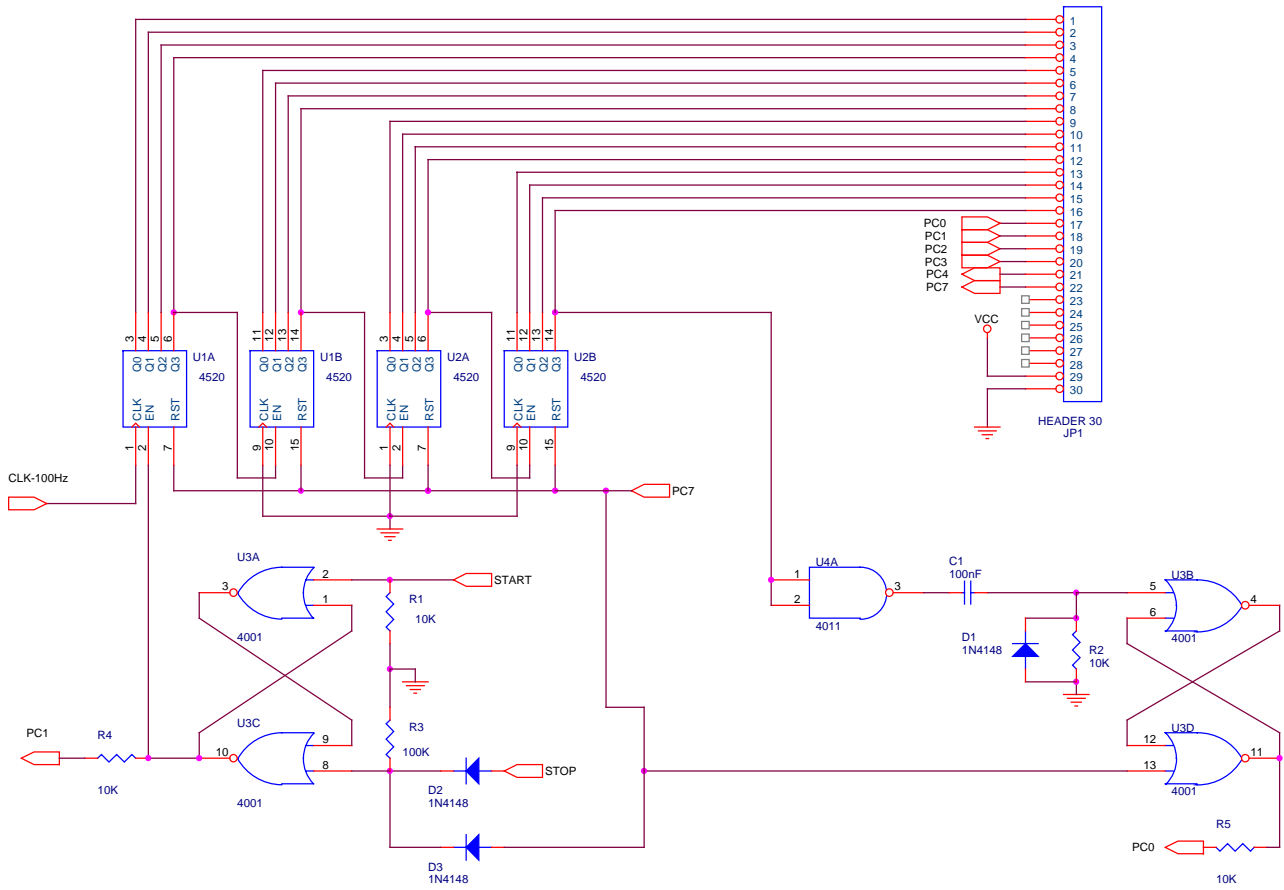 1
2
3
4
5
6
7
8
9
10
11
12
13
14
15
16
PC0 17
PC1 18
PC2 19
PC3 20
PC4 21
PC7 22
23
24
VCC 25
26
27
28
29
30
HEADER 30
JP1
3 4 5 6 11 12 13 14 3 4 5 6 11 12 13 14
Q0 Q1 Q2 Q3 U1A Q0 Q1 Q2 Q3 U1B Q0 Q1 Q2 Q3 U2A Q0 Q1 Q2 Q3 U2B
4520 4520 4520 4520
CLK EN RST CLK EN RST CLK EN RST CLK EN RST
1 2 7 9 10 15 1 2 7 9 10 15
CLK-100Hz
PC7
U3A
3 2 START
1
R1
10K
4001
U4A
1 3
2
4011
C1
100nF
U3B
5 4
6
4001
D1
1N4148
R2
10K
PC1 R4
10K
U3C
10 9
8
4001
R3
100K
STOP
D2
1N4148
D3
1N4148
U3D
12 11
13
4001
PC0 R5
10K